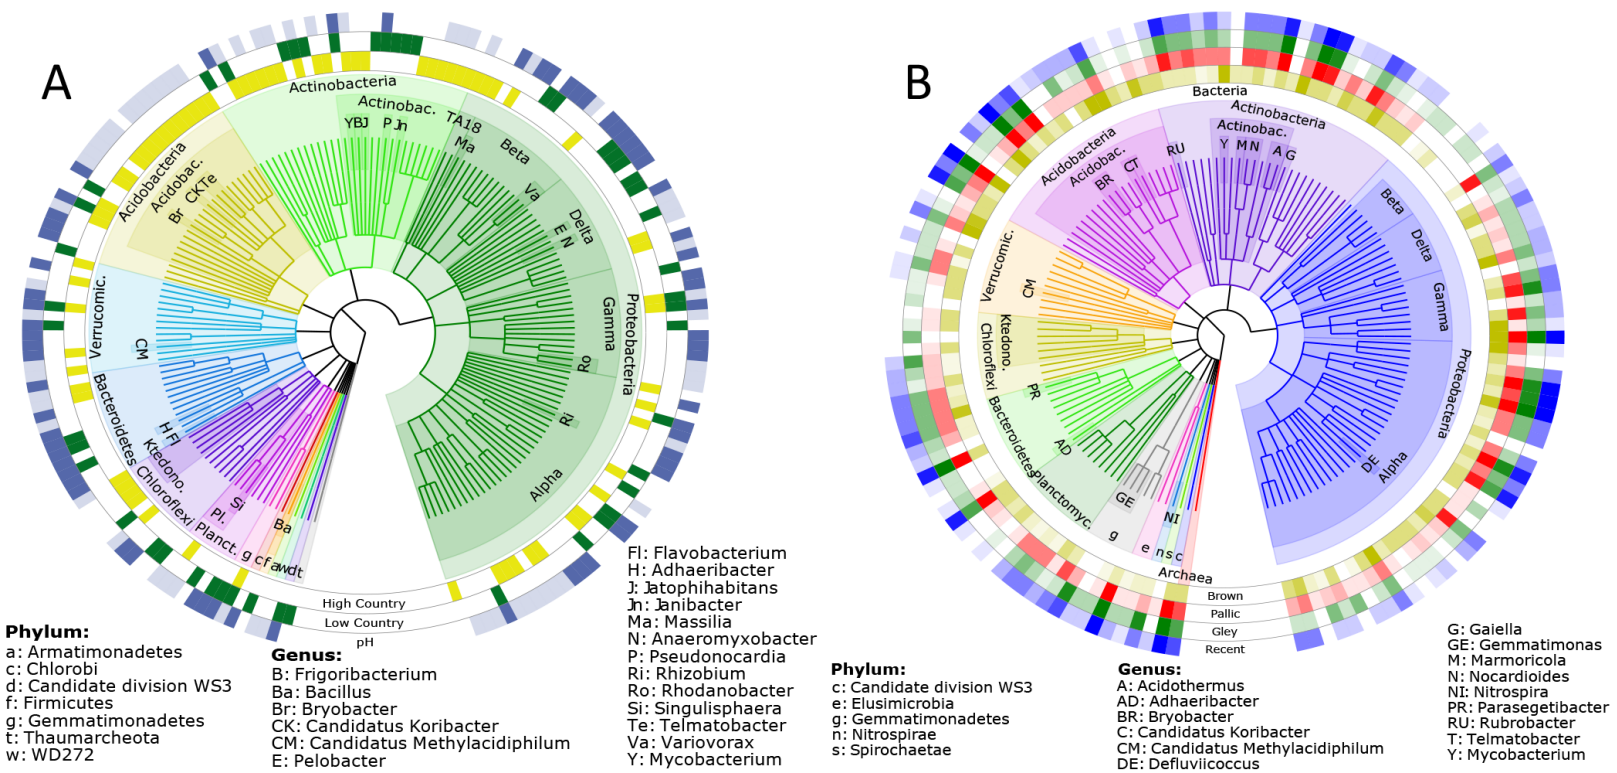 A
Actinobacteria
Actinobac.
YBJ
P Jn
TA18
Ma
Beta
Va
Delta
E N
Gamma
Proteobacteria
Ro
Ri
Alpha
Acidobacteria
Acidobac.
Br CKTe
Verrucomic.
CM
Bacteroidetes
H Fl
Ktedono.
Chloroflexi
Si
Pl.
Planct.
Ba
g c f a w d t
High Country
Low Country
pH
Phylum:
a: Armatimonadetes
c: Chlorobi
d: Candidate division WS3
f: Firmicutes
g: Gemmatimonadetes
t: Thaumarcheota
w: WD272
Genus:
B: Frigoribacterium
Ba: Bacillus
Br: Bryobacter
CK: Candidatus Koribacter
CM: Candidatus Methylacidiphilum
E: Pelobacter
Fl: Flavobacterium
H: Adhaeribacter
J: Jatophihabitans
Jn: Janibacter
Ma: Massilia
N: Anaeromyxobacter
P: Pseudonocardia
Ri: Rhizobium
Ro: Rhodanobacter
Si: Singulisphaera
Te: Telmatobacter
Va: Variovorax
Y: Mycobacterium
B
Bacteria
Actinobacteria
Actinobac.
Y M N A G
RU
Acidobacteria
Acidobac.
BR CT
Beta
Delta
Gamma
Proteobacteria
Alpha
DE
Verrucomic.
CM
Ktedono.
Chloroflexi
PR
Bacteroidetes
AD
Planctomyc.
GE
g
NI
e n s c
Archaea
Brown
Pallic
Gley
Recent
Phylum:
c: Candidate division WS3
e: Elusimicrobia
g: Gemmatimonadetes
n: Nitrospirae
s: Spirochaetae
Genus:
A: Acidothermus
AD: Adhaeribacter
BR: Bryobacter
C: Candidatus Koribacter
CM: Candidatus Methylacidiphilum
DE: Defluviicoccus
G: Gaiella
GE: Gemmatimonas
M: Marmoricola
N: Nocardioides
NI: Nitrospira
PR: Parasegetibacter
RU: Rubrobacter
T: Telmatobacter
Y: Mycobacterium